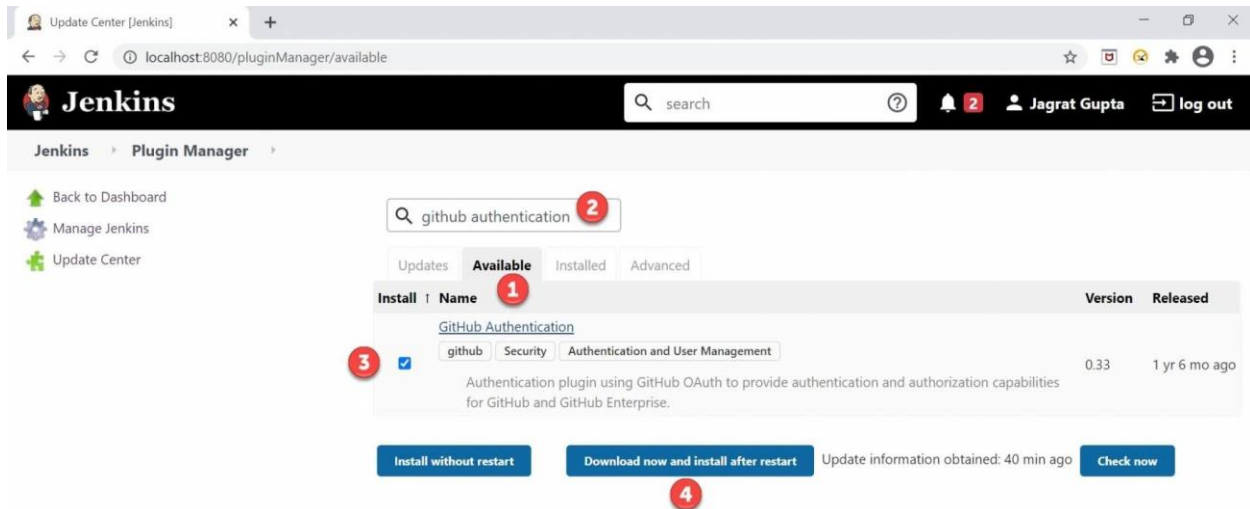 Update Center [Jenkins]
localhost:8080/pluginManager/available
Jenkins
search
2
Jagrat Gupta
log out
Jenkins
Plugin Manager
Back to Dashboard
Manage Jenkins
Update Center
github authentication
2
Updates
Available
Installed
Advanced
1
Install ↑ Name
Version
Released
GitHub Authentication
github
Security
Authentication and User Management
3
0.33
1 yr 6 mo ago
Authentication plugin using GitHub OAuth to provide authentication and authorization capabilities
for GitHub and GitHub Enterprise.
Install without restart
Download now and install after restart
Update information obtained: 40 min ago
Check now
4